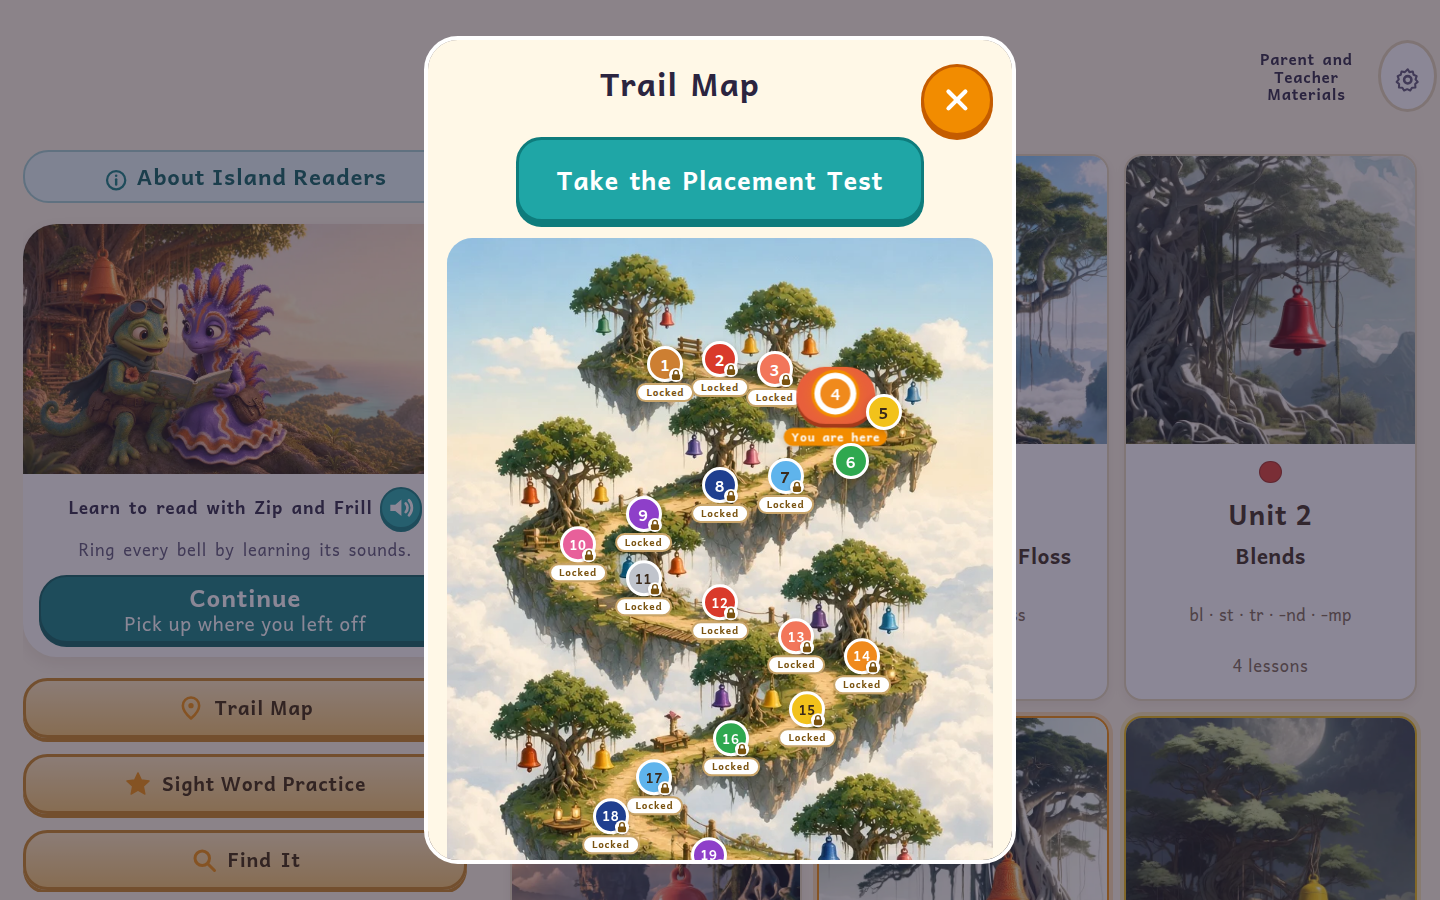 Parent and
Teacher
Materials
About Island Readers
Learn to read with Zip and Frill
Ring every bell by learning its sounds.
Continue
Pick up where you left off
Trail Map
Sight Word Practice
Find It
Trail Map
Take the Placement Test
1
Locked
2
Locked
3
Locked
4
You are here
5
6
7
Locked
8
Locked
9
Locked
10
Locked
11
Locked
12
Locked
13
Locked
14
Locked
15
Locked
16
Locked
17
Locked
18
Locked
19
Floss
Unit 2
Blends
bl · st · tr · -nd · -mp
4 lessons